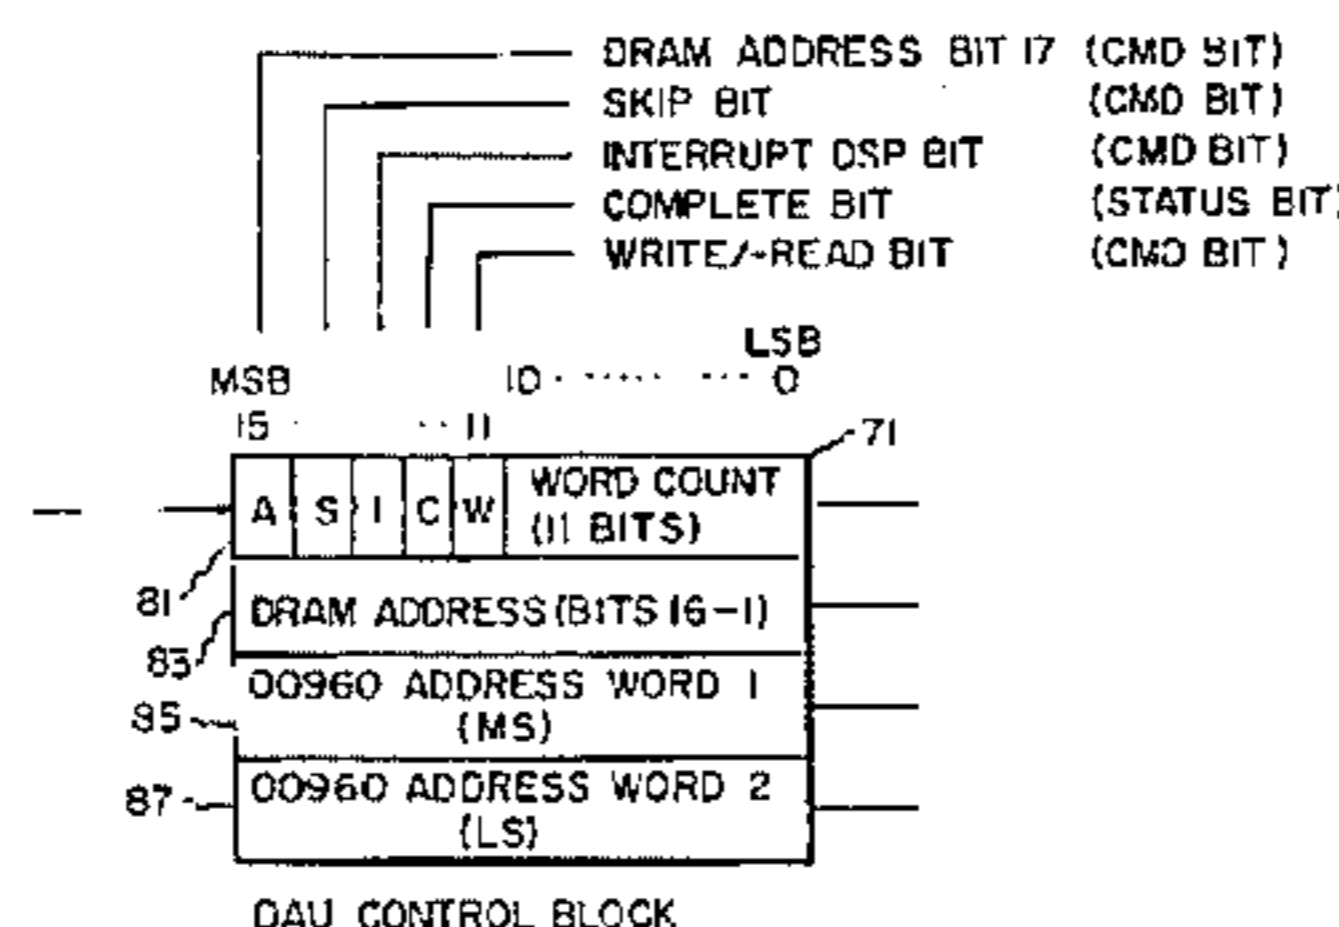 DRAM ADDRESS BIT 17 (CMD BIT)
SKIP BIT (CMD BIT)
INTERRUPT DSP BIT (CMD BIT)
COMPLETE BIT (STATUS BIT)
WRITE/-READ BIT (CMD BIT)
LSB
MSB 10 0
15 11
71
A S I C W WORD COUNT
(11 BITS)
81
DRAM ADDRESS (BITS 16-1)
83
00960 ADDRESS WORD 1
85 (MS)
00960 ADDRESS WORD 2
87
(LS)
DAU CONTROL BLOCK